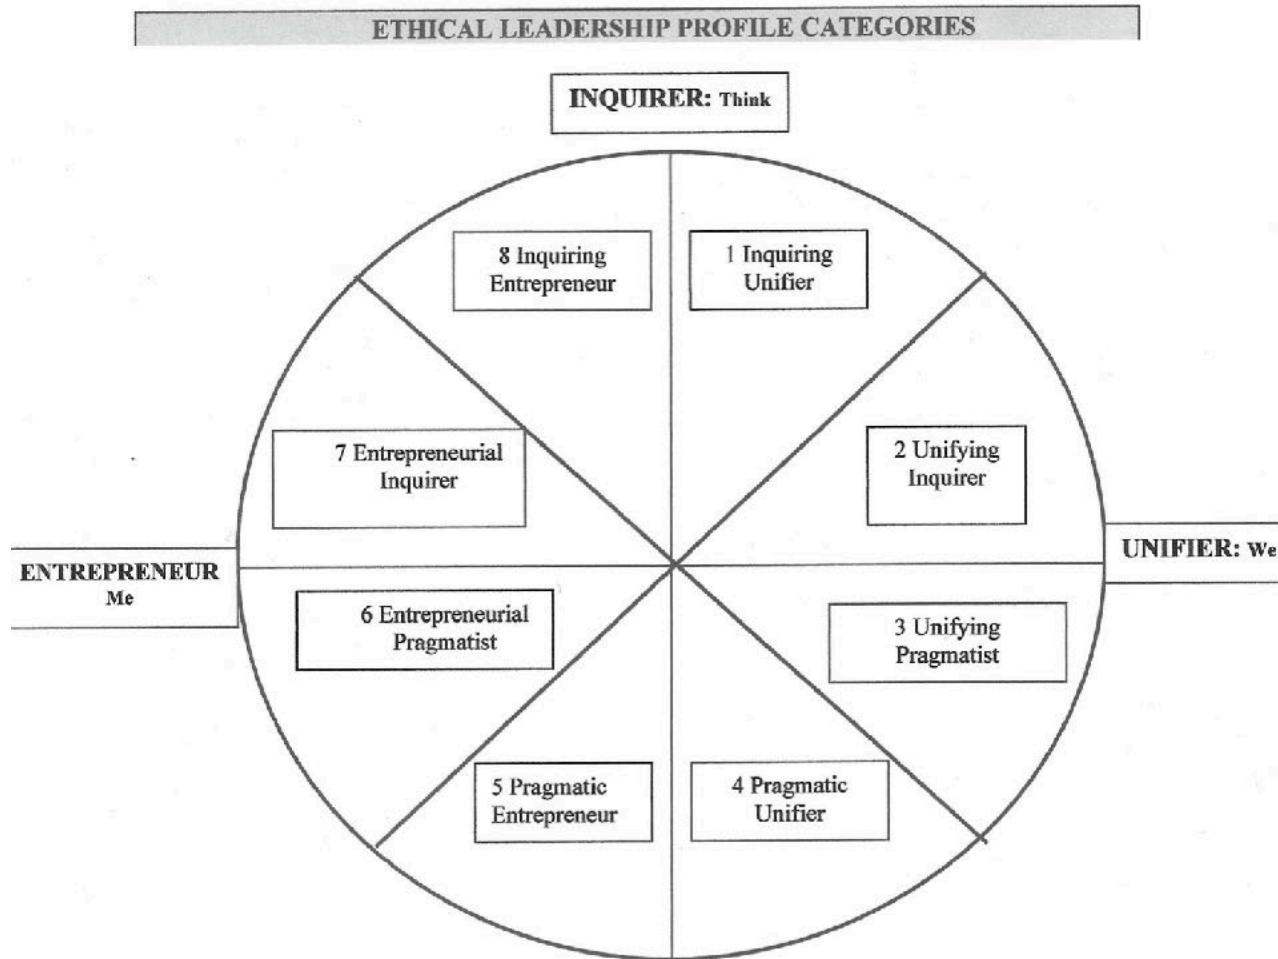 ETHICAL LEADERSHIP PROFILE CATEGORIES
INQUIRER: Think
8 Inquiring
Entrepreneur
1 Inquiring
Unifier
7 Entrepreneurial
Inquirer
2 Unifying
Inquirer
ENTREPRENEUR
Me
UNIFIER: We
6 Entrepreneurial
Pragmatist
3 Unifying
Pragmatist
5 Pragmatic
Entrepreneur
4 Pragmatic
Unifier